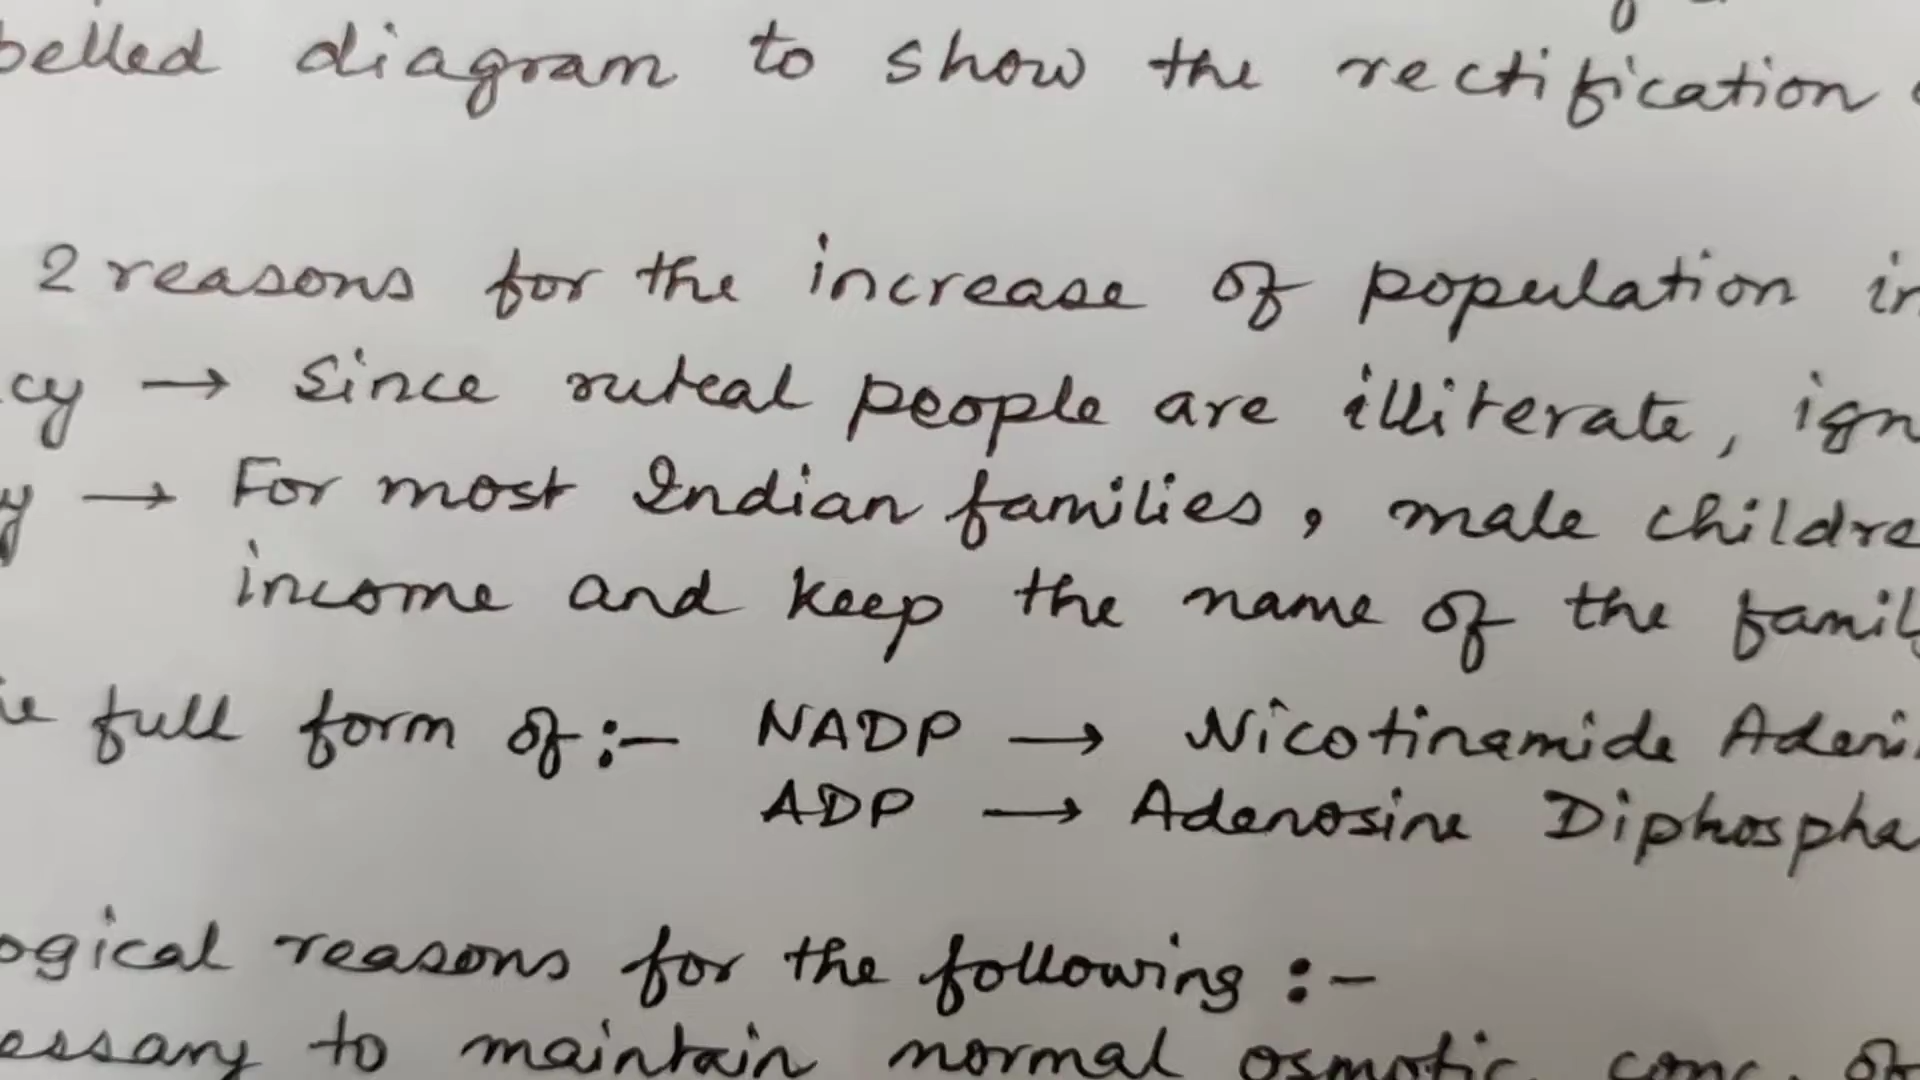 belled diagram to show the rectification
2 reasons for the increase of population in
cy → Since rural people are illiterate, ign
y → For most Indian families, male childre
income and keep the name of the famil
full form of :- NADP → Nicotinamide Adeni
ADP → Adenosine Diphospha
ogical reasons for the following :-
essary to maintain normal osmotic conc. of